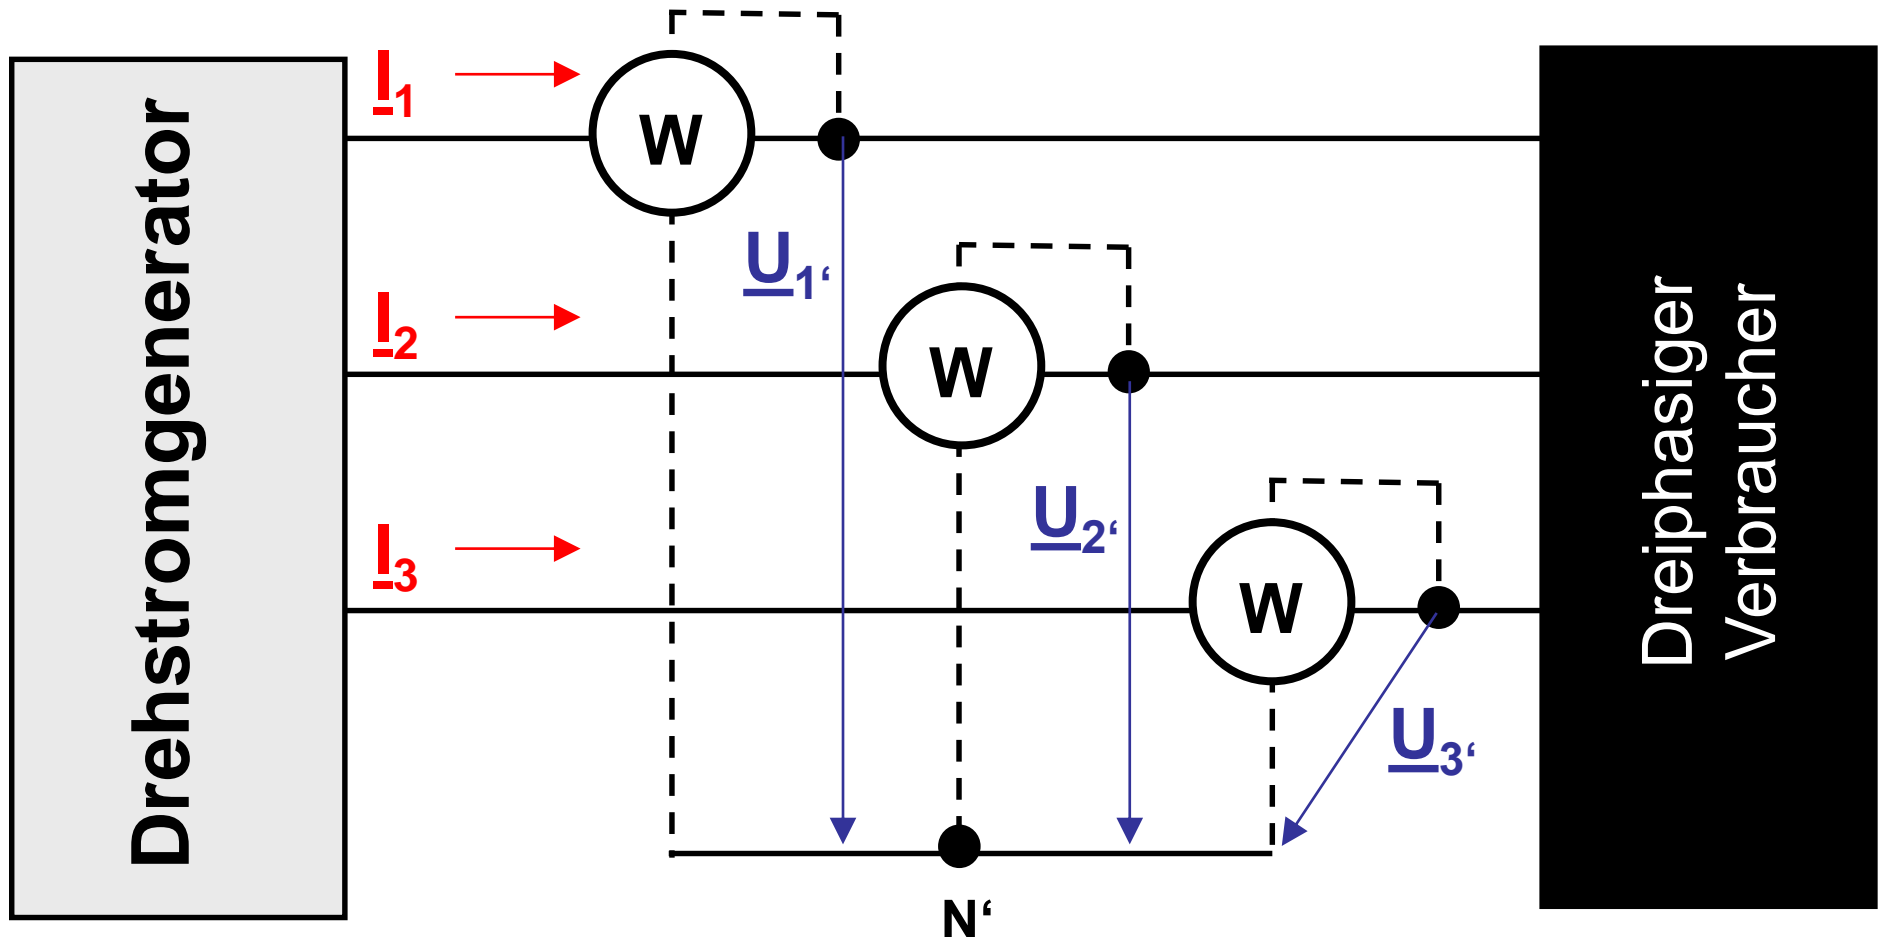 Drehstromgenerator
I1
W
U1‘
I2
W
U2‘
I3
W
U3‘
N‘
Dreiphasiger
Verbraucher